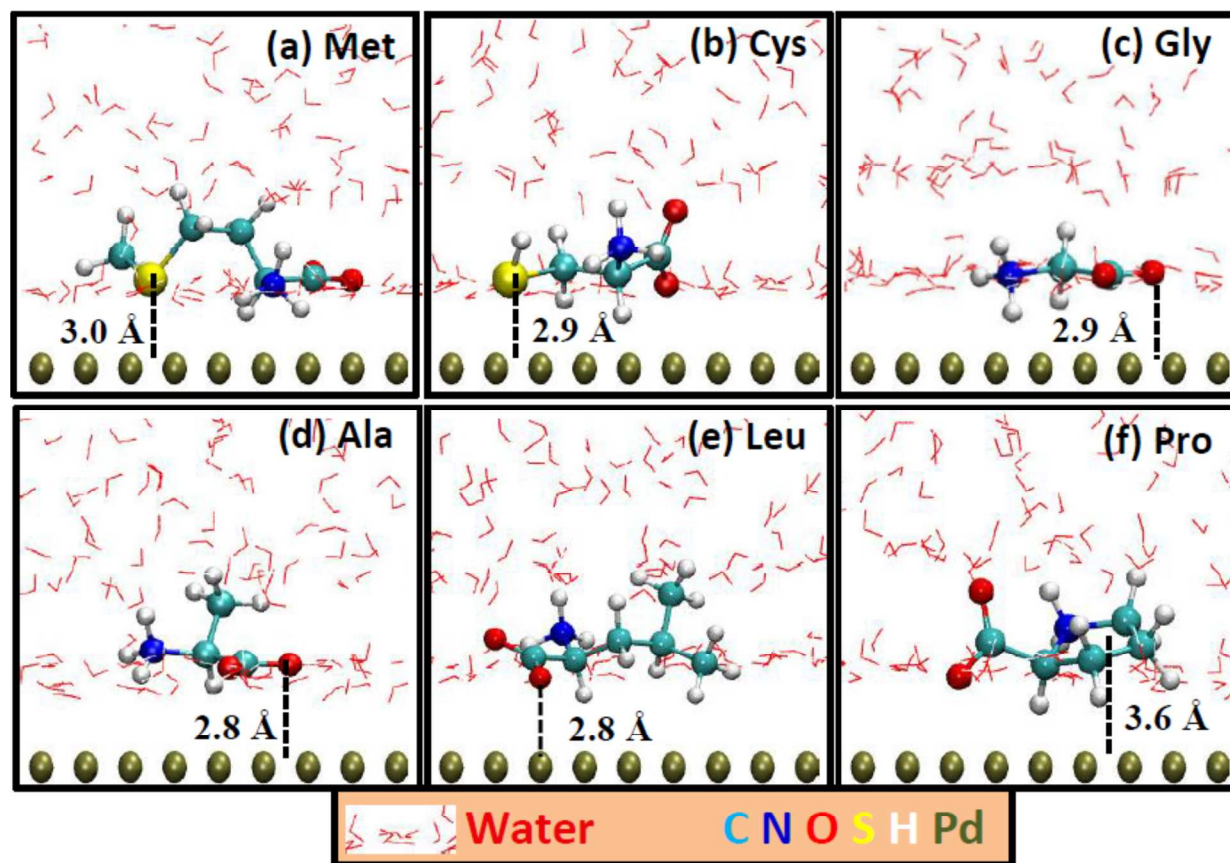 (a) Met
(b) Cys
(c) Gly
3.0 Å
2.9 Å
2.9 Å
(d) Ala
(e) Leu
(f) Pro
2.8 Å
2.8 Å
3.6 Å
Water C N O S H Pd